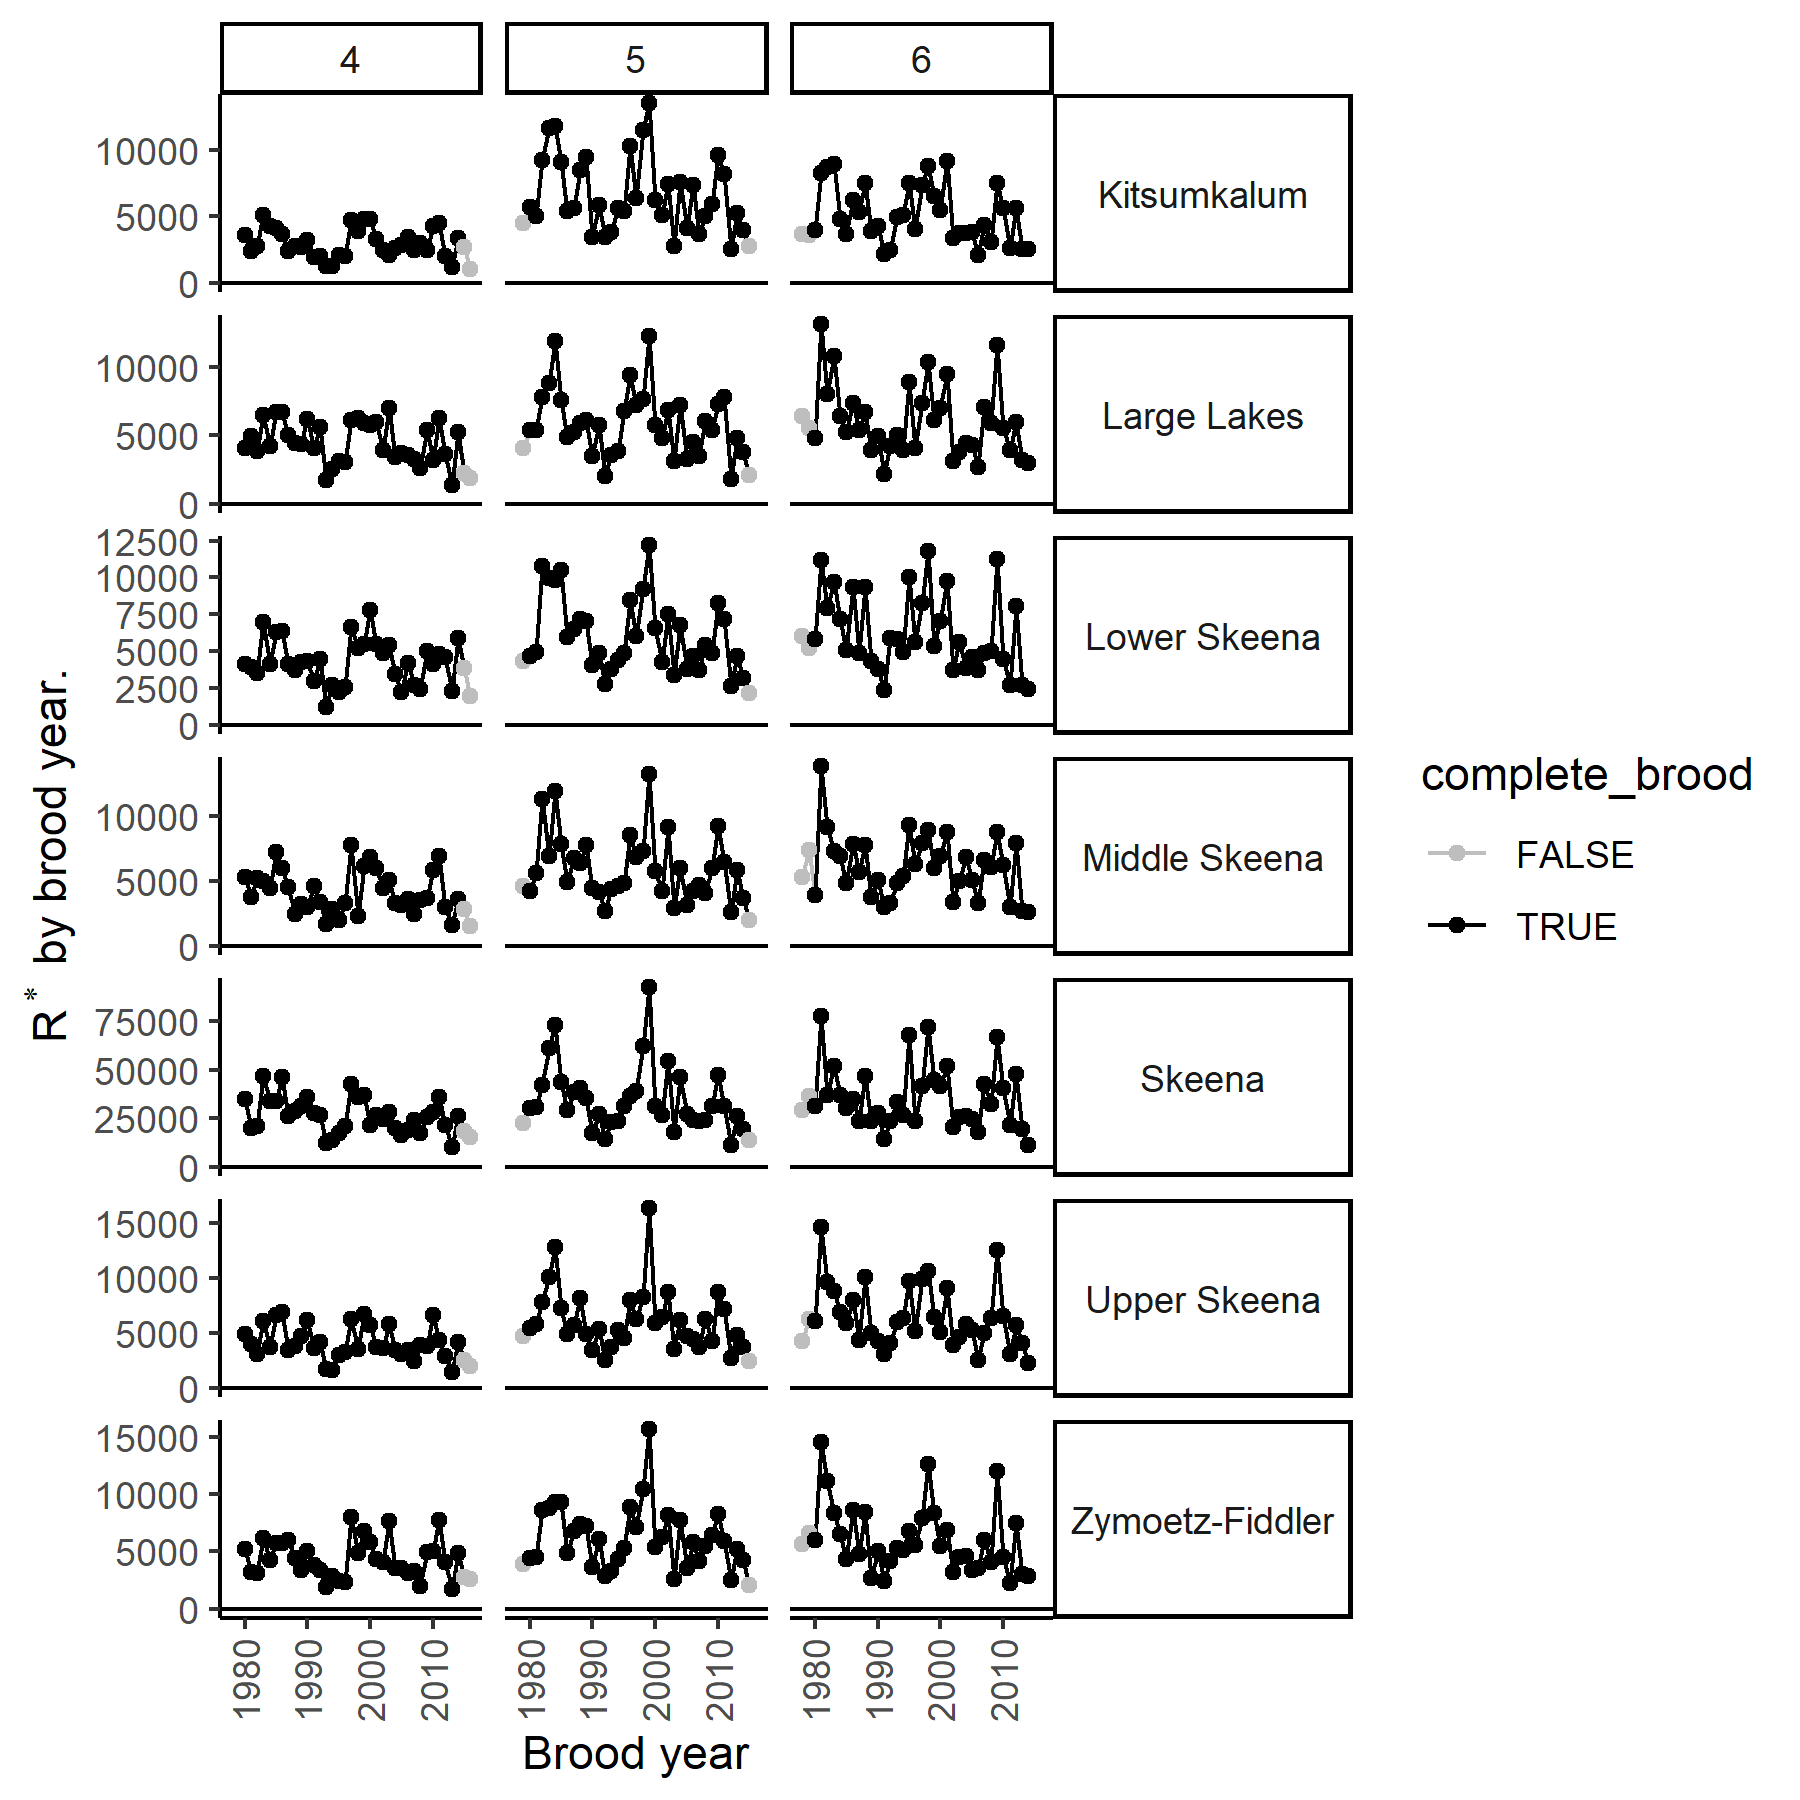 4 5 6
10000
5000
0
Kitsumkalum
10000
5000
0
Large Lakes
12500
10000
7500
5000
2500
0
Lower Skeena
10000
5000
0
Middle Skeena
75000
50000
25000
0
Skeena
15000
10000
5000
0
Upper Skeena
15000
10000
5000
0
Zymoetz-Fiddler
1980 1990 2000 2010 1980 1990 2000 2010 1980 1990 2000 2010
Brood year
R* by brood year.
complete_brood
FALSE
TRUE